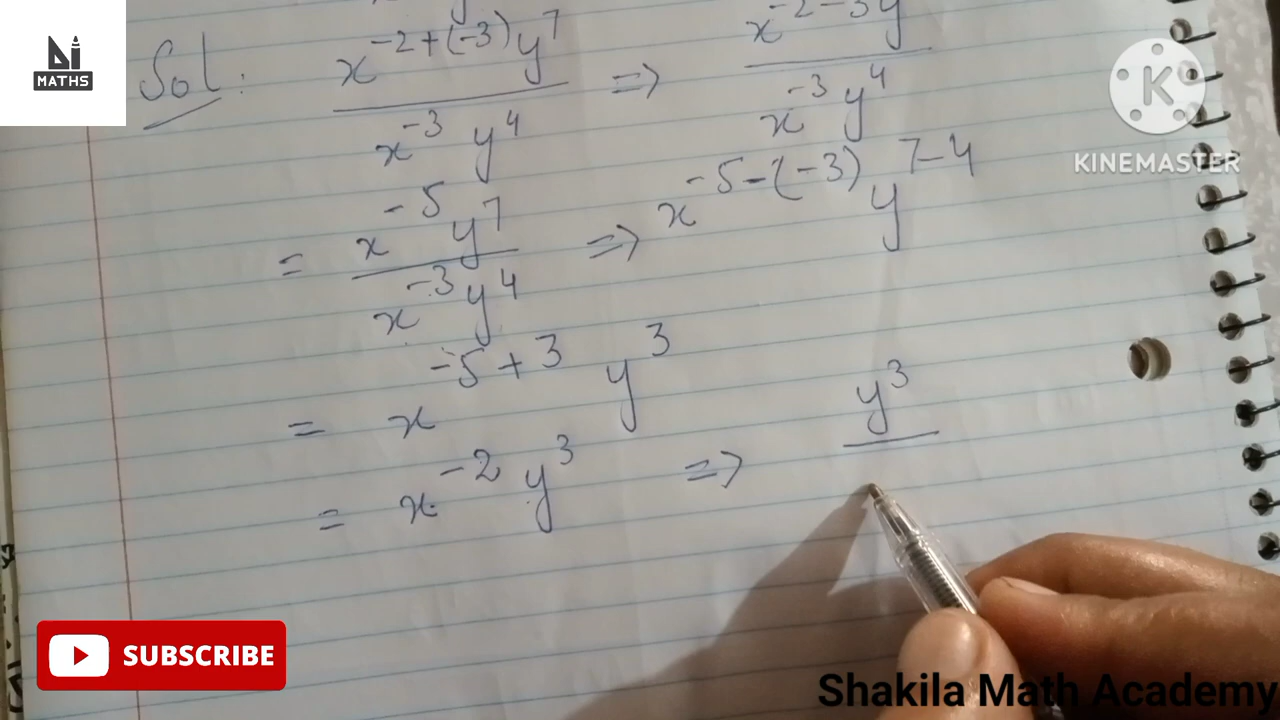 MATHS
Sol:
x^{-2+(-3)} y^7 / x^{-3} y^4 => x^{-2-3} y / x^{-3} y^4
= x^{-5} y^7 / x^{-3} y^4 => x^{-5-(-3)} y^{7-4}
= x^{-5+3} y^3
= x^{-2} y^3 => y^3
K
KINEMASTER
SUBSCRIBE
Shakila Math Academy